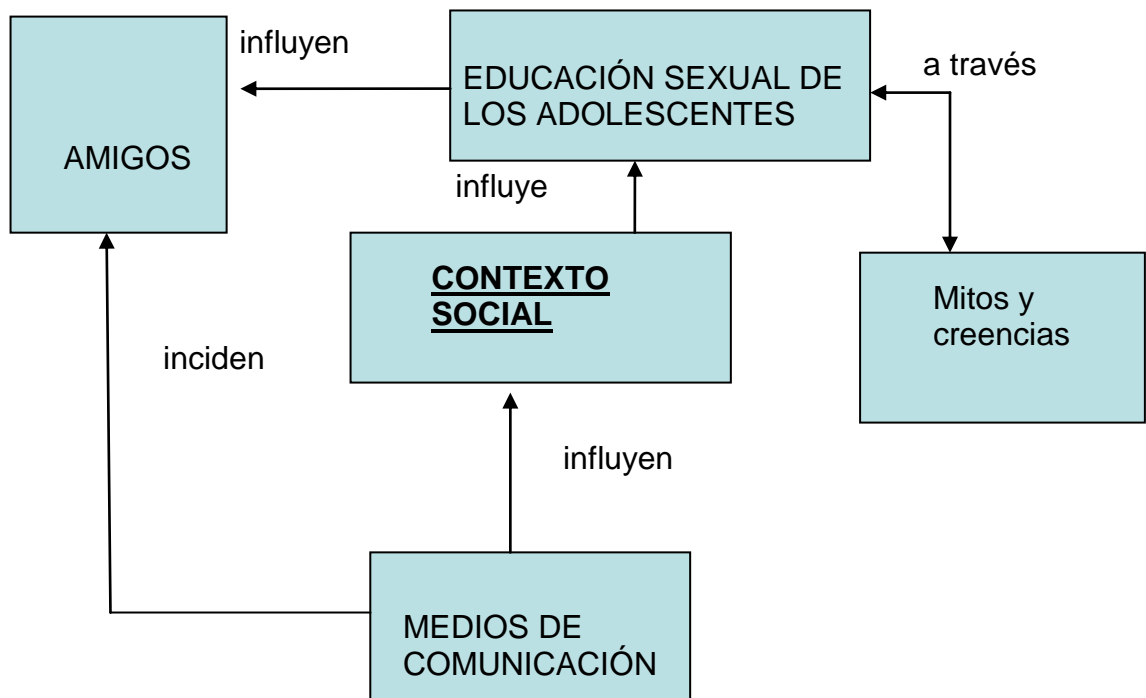 influyen
EDUCACIÓN SEXUAL DE
LOS ADOLESCENTES
a través
AMIGOS
influye
CONTEXTO
SOCIAL
Mitos y
creencias
inciden
influyen
MEDIOS DE
COMUNICACIÓN